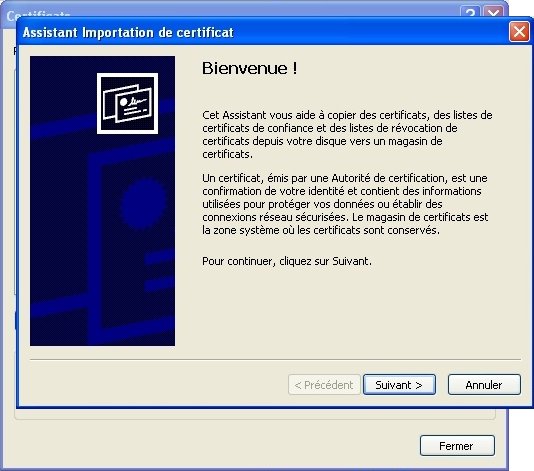 Certificats
Assistant Importation de certificat
Bienvenue !
Cet Assistant vous aide à copier des certificats, des listes de
certificats de confiance et des listes de révocation de
certificats depuis votre disque vers un magasin de
certificats.
Un certificat, émis par une Autorité de certification, est une
confirmation de votre identité et contient des informations
utilisées pour protéger vos données ou établir des
connexions réseau sécurisées. Le magasin de certificats est
la zone système où les certificats sont conservés.
Pour continuer, cliquez sur Suivant.
< Précédent
Suivant >
Annuler
Fermer